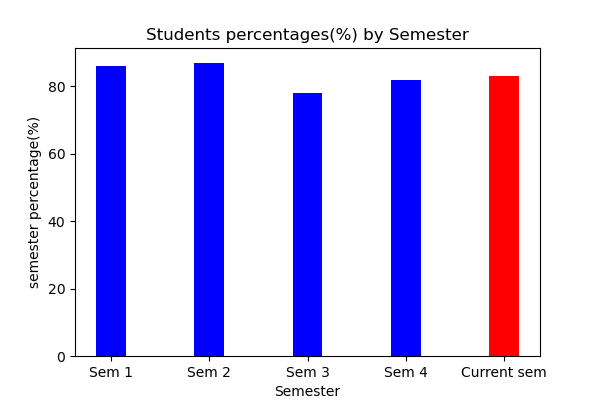 Students percentages(%) by Semester
semester percentage(%)
80
60
40
20
0
Sem 1 Sem 2 Sem 3 Sem 4 Current sem
Semester